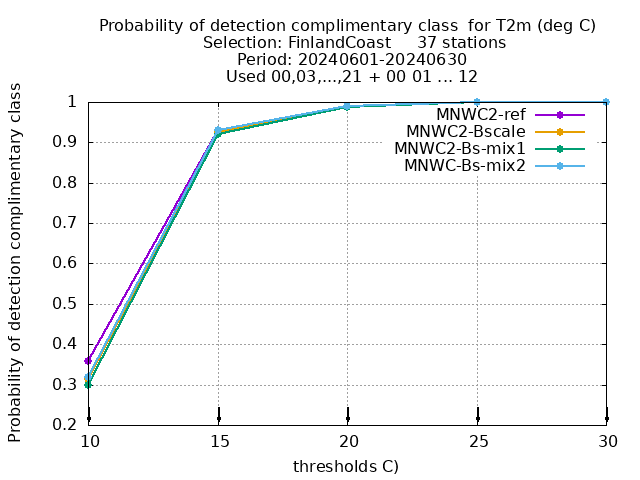 Probability of detection complimentary class  for T2m (deg C)
Selection: FinlandCoast     37 stations
Period: 20240601-20240630
Used 00,03,...,21 + 00 01 ... 12
Probability of detection complimentary class
1
0.9
0.8
0.7
0.6
0.5
0.4
0.3
0.2
MNWC2-ref
MNWC2-Bscale
MNWC2-Bs-mix1
MNWC-Bs-mix2
10 15 20 25 30
thresholds C)